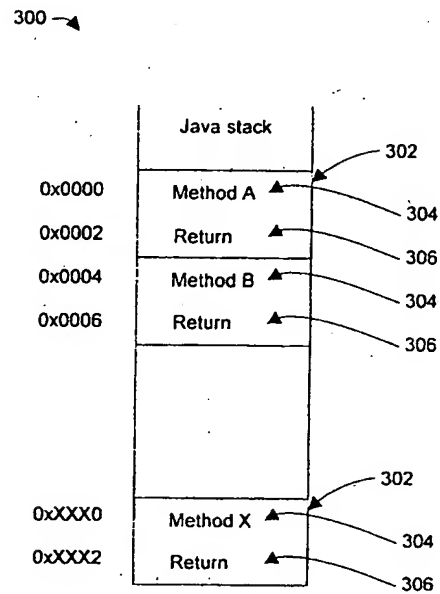 300
Java stack
302
0x0000 Method A
304
0x0002 Return
306
0x0004 Method B
304
0x0006 Return
306
302
0xXXX0 Method X
304
0xXXX2 Return
306